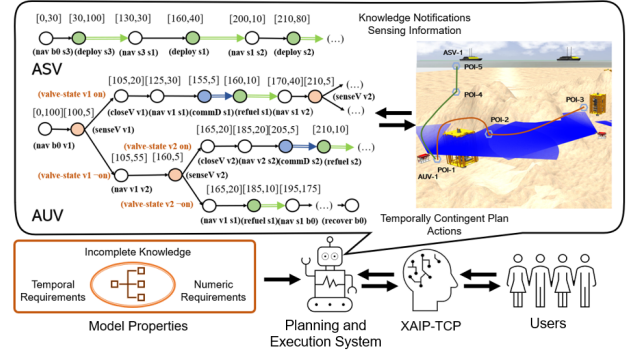 [0,30] [30,100] [130,30] [160,40] [200,10] [210,80]
(nav b0 s3) (deploy s3) (nav s3 s1) (deploy s1) (nav s1 s2) (deploy s2) (...)
ASV
Knowledge Notifications
Sensing Information
ASV-1
POI-5
POI-4
POI-3
POI-2
POI-1
AUV-1
[105,20] [125,30] [155,5] [160,10] [170,40] [210,5]
(valve-state v1 on)
(closeV v1) (nav v1 s1) (commD s1) (refuel s1) (nav s1 v2) (senseV v2) (...)
(...)
[0,100] [100,5]
(nav b0 v1) (senseV v1)
[165,20] [185,20] [205,5] [210,10]
(valve-state v2 on)
(closeV v2) (nav v2 s2) (commD s2) (refuel s2) (...)
[105,55] [160,5]
(valve-state v1 ¬on)
(nav v1 v2) (senseV v2)
[165,20] [185,10] [195,175]
(valve-state v2 ¬on)
(nav v1 s1) (refuel s1) (nav s1 b0) (...) (recover b0)
AUV
Temporally Contingent Plan
Actions
Incomplete Knowledge
Temporal
Requirements
Numeric
Requirements
Model Properties
Planning and
Execution System
XAIP-TCP
Users